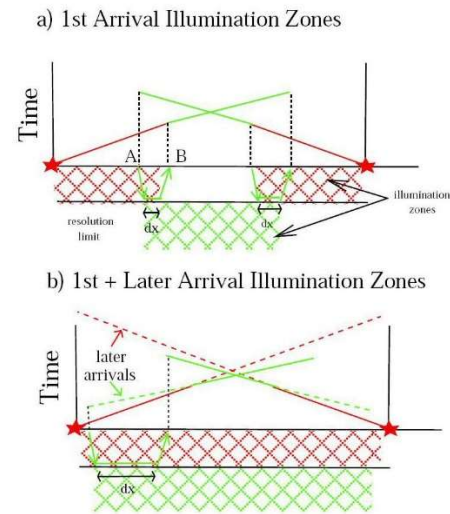 a) 1st Arrival Illumination Zones
Time
A
B
resolution
limit
dx
dx
illumination
zones
b) 1st + Later Arrival Illumination Zones
Time
later
arrivals
dx